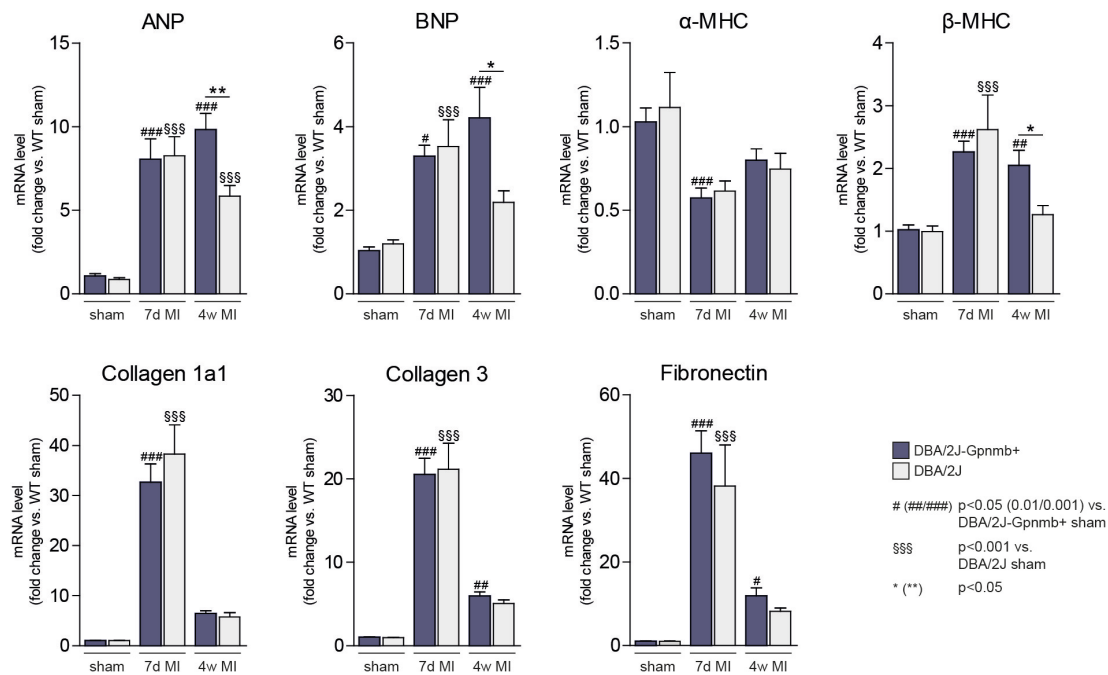 ANP
mRNA level
(fold change vs. WT sham)
15
10
5
0
###
§§§
###
**
§§§
sham
7d MI
4w MI
BNP
mRNA level
(fold change vs. WT sham)
6
4
2
0
#
§§§
###
*
sham
7d MI
4w MI
α-MHC
mRNA level
(fold change vs. WT sham)
1.5
1.0
0.5
0.0
###
sham
7d MI
4w MI
β-MHC
mRNA level
(fold change vs. WT sham)
4
3
2
1
0
###
§§§
##
*
sham
7d MI
4w MI
Collagen 1a1
mRNA level
(fold change vs. WT sham)
50
40
30
20
10
0
###
§§§
sham
7d MI
4w MI
Collagen 3
mRNA level
(fold change vs. WT sham)
30
20
10
0
###
§§§
##
sham
7d MI
4w MI
Fibronectin
mRNA level
(fold change vs. WT sham)
60
40
20
0
###
§§§
#
sham
7d MI
4w MI
DBA/2J-Gpnmb+
DBA/2J
# (##/###) p<0.05 (0.01/0.001) vs.
DBA/2J-Gpnmb+ sham
§§§ p<0.001 vs.
DBA/2J sham
* (**) p<0.05